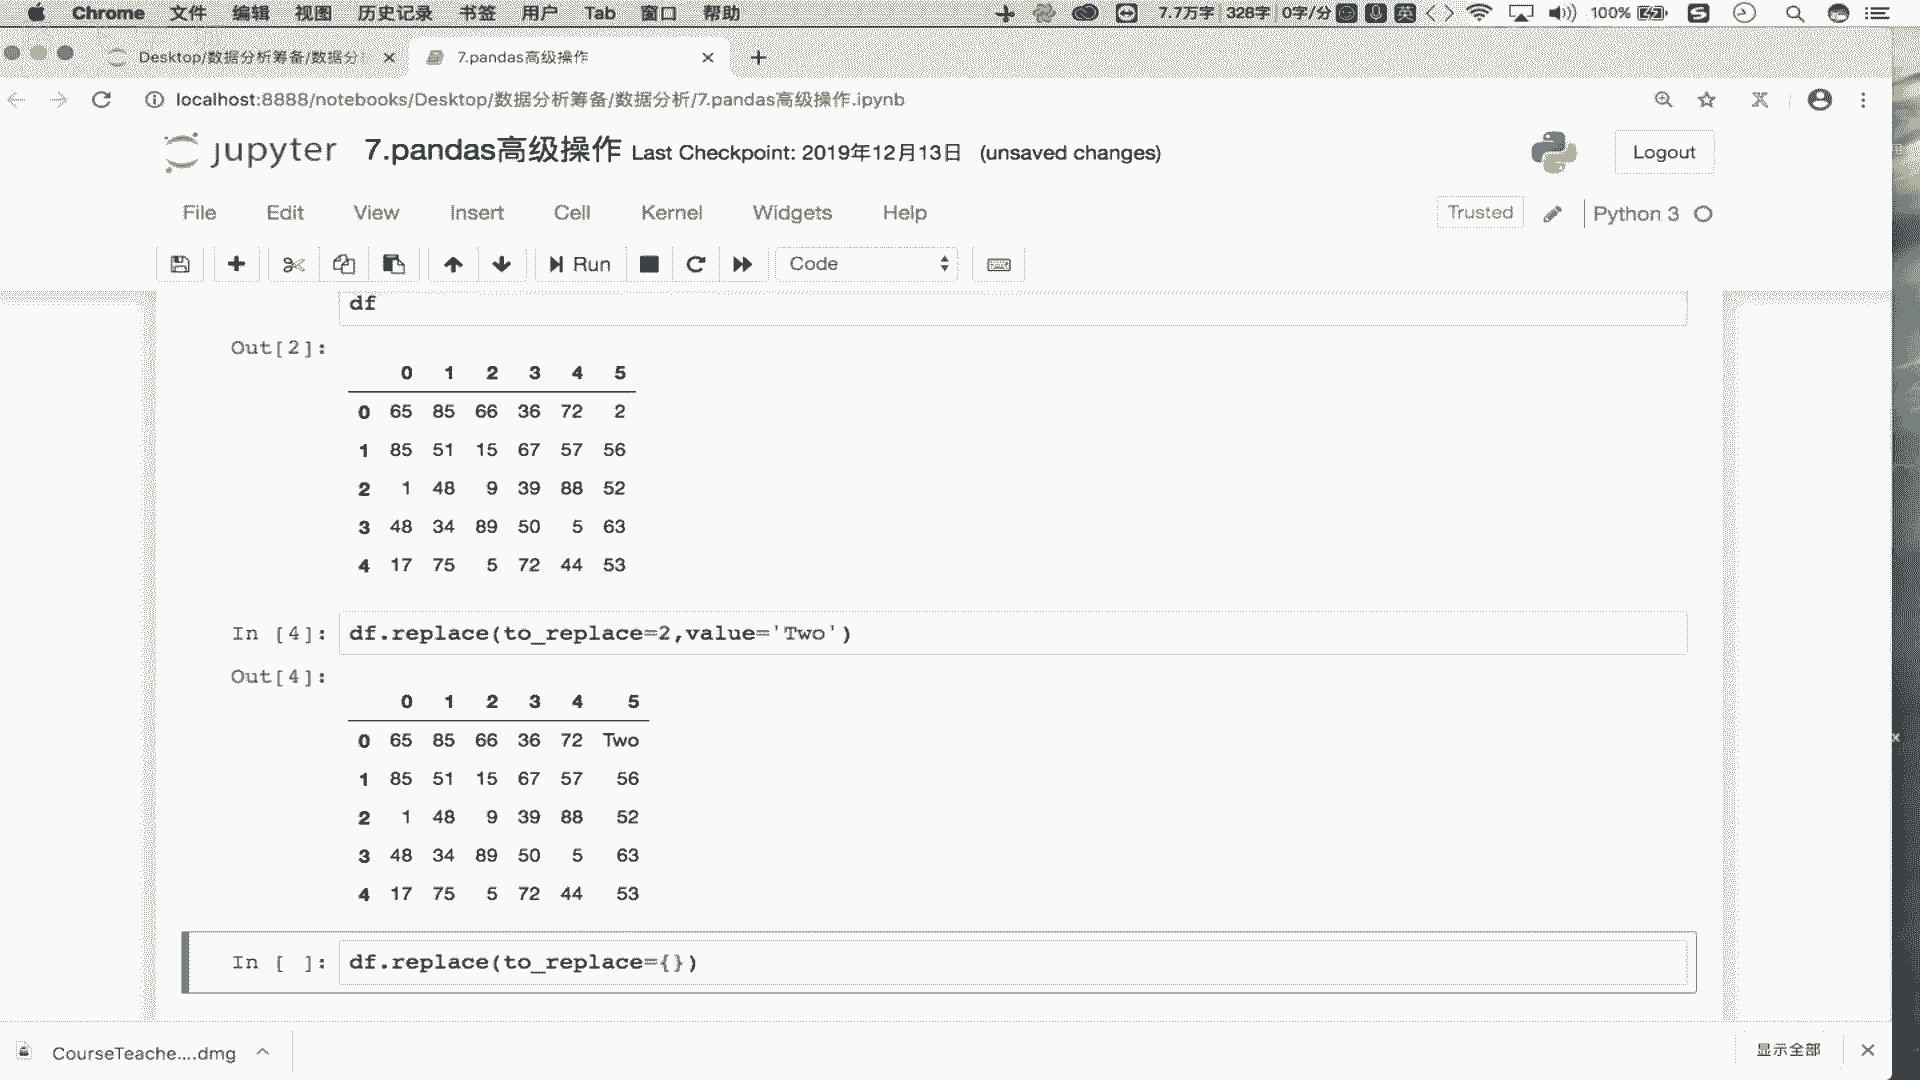 Chrome 文件 编辑 视图 历史记录 书签 用户 Tab 窗口 帮助 7.7万字 328字 0字/分 英 100%
Desktop/数据分析筹备/数据分 7.pandas高级操作
localhost:8888/notebooks/Desktop/数据分析筹备/数据分析/7.pandas高级操作.ipynb
jupyter 7.pandas高级操作 Last Checkpoint: 2019年12月13日 (unsaved changes) Logout
File Edit View Insert Cell Kernel Widgets Help Trusted Python 3
Run Code
df
Out[2]:
0 1 2 3 4 5
0 65 85 66 36 72 2
1 85 51 15 67 57 56
2 1 48 9 39 88 52
3 48 34 89 50 5 63
4 17 75 5 72 44 53
In [4]: df.replace(to_replace=2,value='Two')
Out[4]:
0 1 2 3 4 5
0 65 85 66 36 72 Two
1 85 51 15 67 57 56
2 1 48 9 39 88 52
3 48 34 89 50 5 63
4 17 75 5 72 44 53
In [ ]: df.replace(to_replace={})
CourseTeache....dmg 显示全部